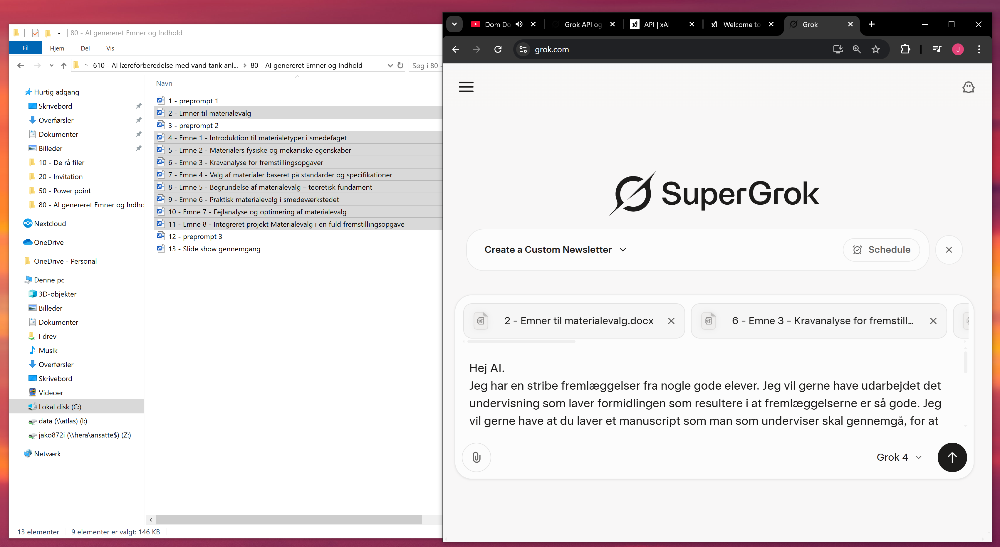 80 - AI genereret Emner og Indhold
Fil
Hjem
Del
Vis
« 610 - AI læreforberedelse med vand tank anl... > 80 - AI genereret Emner og Indhold
Søg i 80 -
Navn
Hurtig adgang
Skrivebord
Overførsler
Dokumenter
Billeder
10 - De rå filer
20 - Invitation
50 - Power point
80 - AI genereret Emner og Indho
Nextcloud
OneDrive
OneDrive - Personal
Denne pc
3D-objekter
Billeder
Dokumenter
I drev
Musik
Overførsler
Skrivebord
Videoer
Lokal disk (C:)
data (\\atlas) (I:)
jako872i (\\hera\ansatte$) (Z:)
Netværk
1 - preprompt 1
2 - Emner til materialevalg
3 - preprompt 2
4 - Emne 1 - Introduktion til materialetyper i smedefaget
5 - Emne 2 - Materialers fysiske og mekaniske egenskaber
6 - Emne 3 - Kravanalyse for fremstillingsopgaver
7 - Emne 4 - Valg af materialer baseret på standarder og specifikationer
8 - Emne 5 - Begrundelse af materialevalg – teoretisk fundament
9 - Emne 6 - Praktisk materialevalg i smedeværkstedet
10 - Emne 7 - Fejlanalyse og optimering af materialevalg
11 - Emne 8 - Integreret projekt Materialevalg i en fuld fremstillingsopgave
12 - preprompt 3
13 - Slide show gennemgang
13 elementer
9 elementer er valgt: 146 KB
Dom Do
Grok API og
API | xAI
Welcome to
Grok
grok.com
J
SuperGrok
Create a Custom Newsletter
Schedule
2 - Emner til materialevalg.docx
6 - Emne 3 - Kravanalyse for fremstill...
Hej AI.
Jeg har en stribe fremlæggelser fra nogle gode elever. Jeg vil gerne have udarbejdet det
undervisning som laver formidlingen som resultere i at fremlæggelserne er så gode. Jeg
vil gerne have at du laver et manuscript som man som underviser skal gennemgå, for at
Grok 4